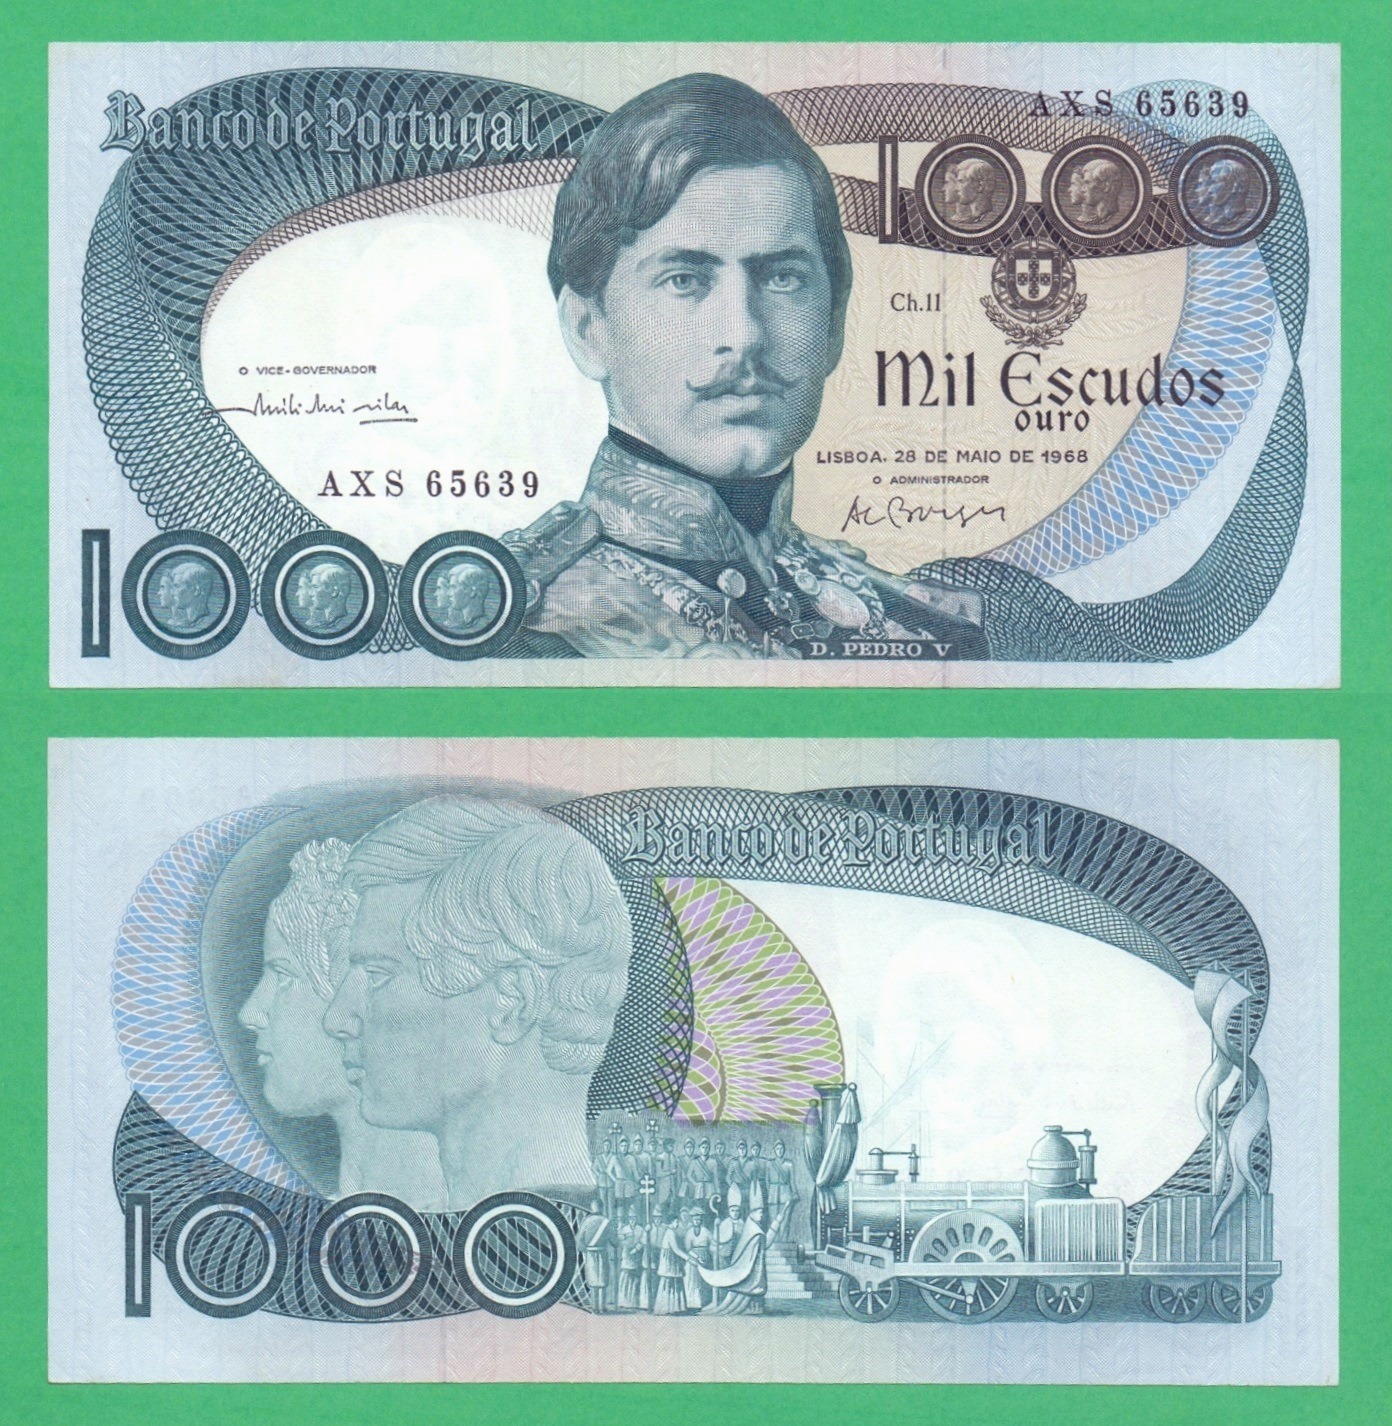 Banco de Portugal
AXS 65639
1000
Ch.11
Mil Escudos
ouro
O VICE-GOVERNADOR
LISBOA, 28 DE MAIO DE 1968
O ADMINISTRADOR
AXS 65639
1000
D. PEDRO V
Banco de Portugal
1000